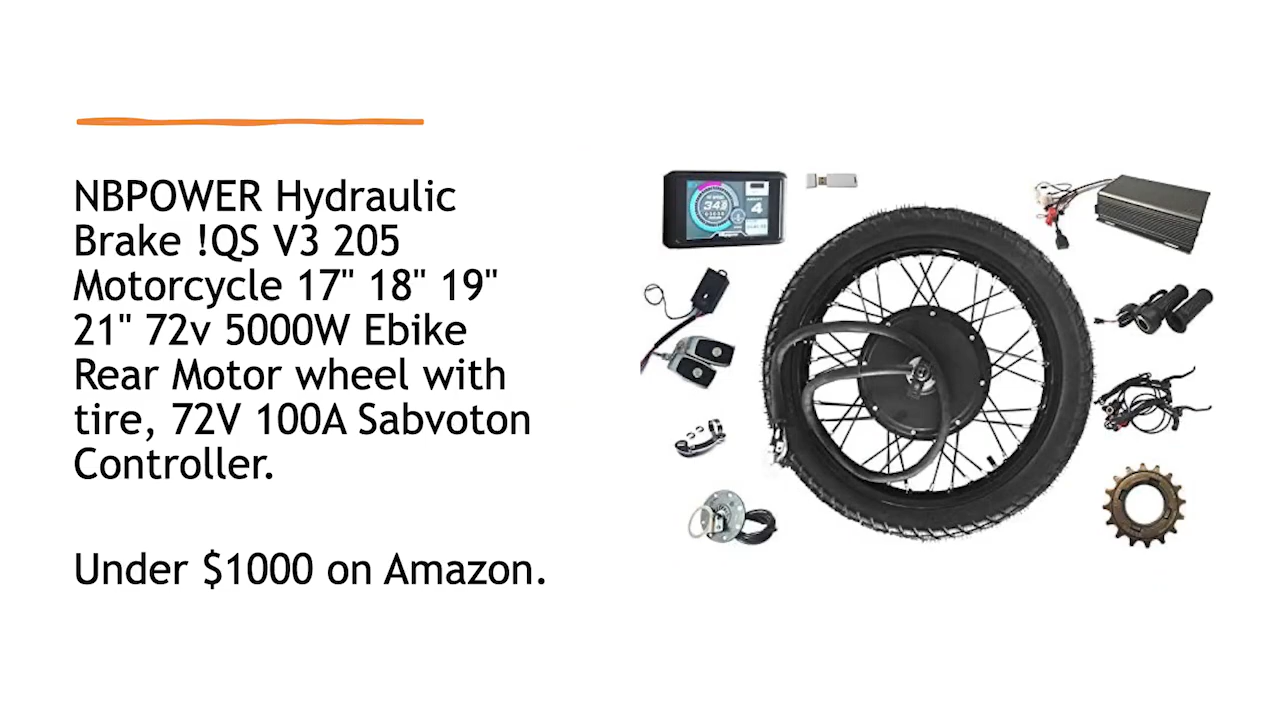 NBPOWER Hydraulic
Brake !QS V3 205
Motorcycle 17" 18" 19"
21" 72v 5000W Ebike
Rear Motor wheel with
tire, 72V 100A Sabvoton
Controller.
Under $1000 on Amazon.